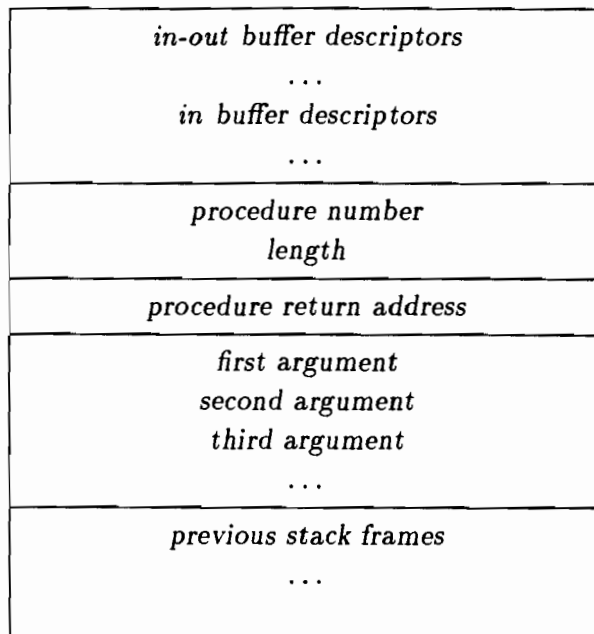 in-out buffer descriptors
...
in buffer descriptors
...
procedure number
length
procedure return address
first argument
second argument
third argument
...
previous stack frames
...